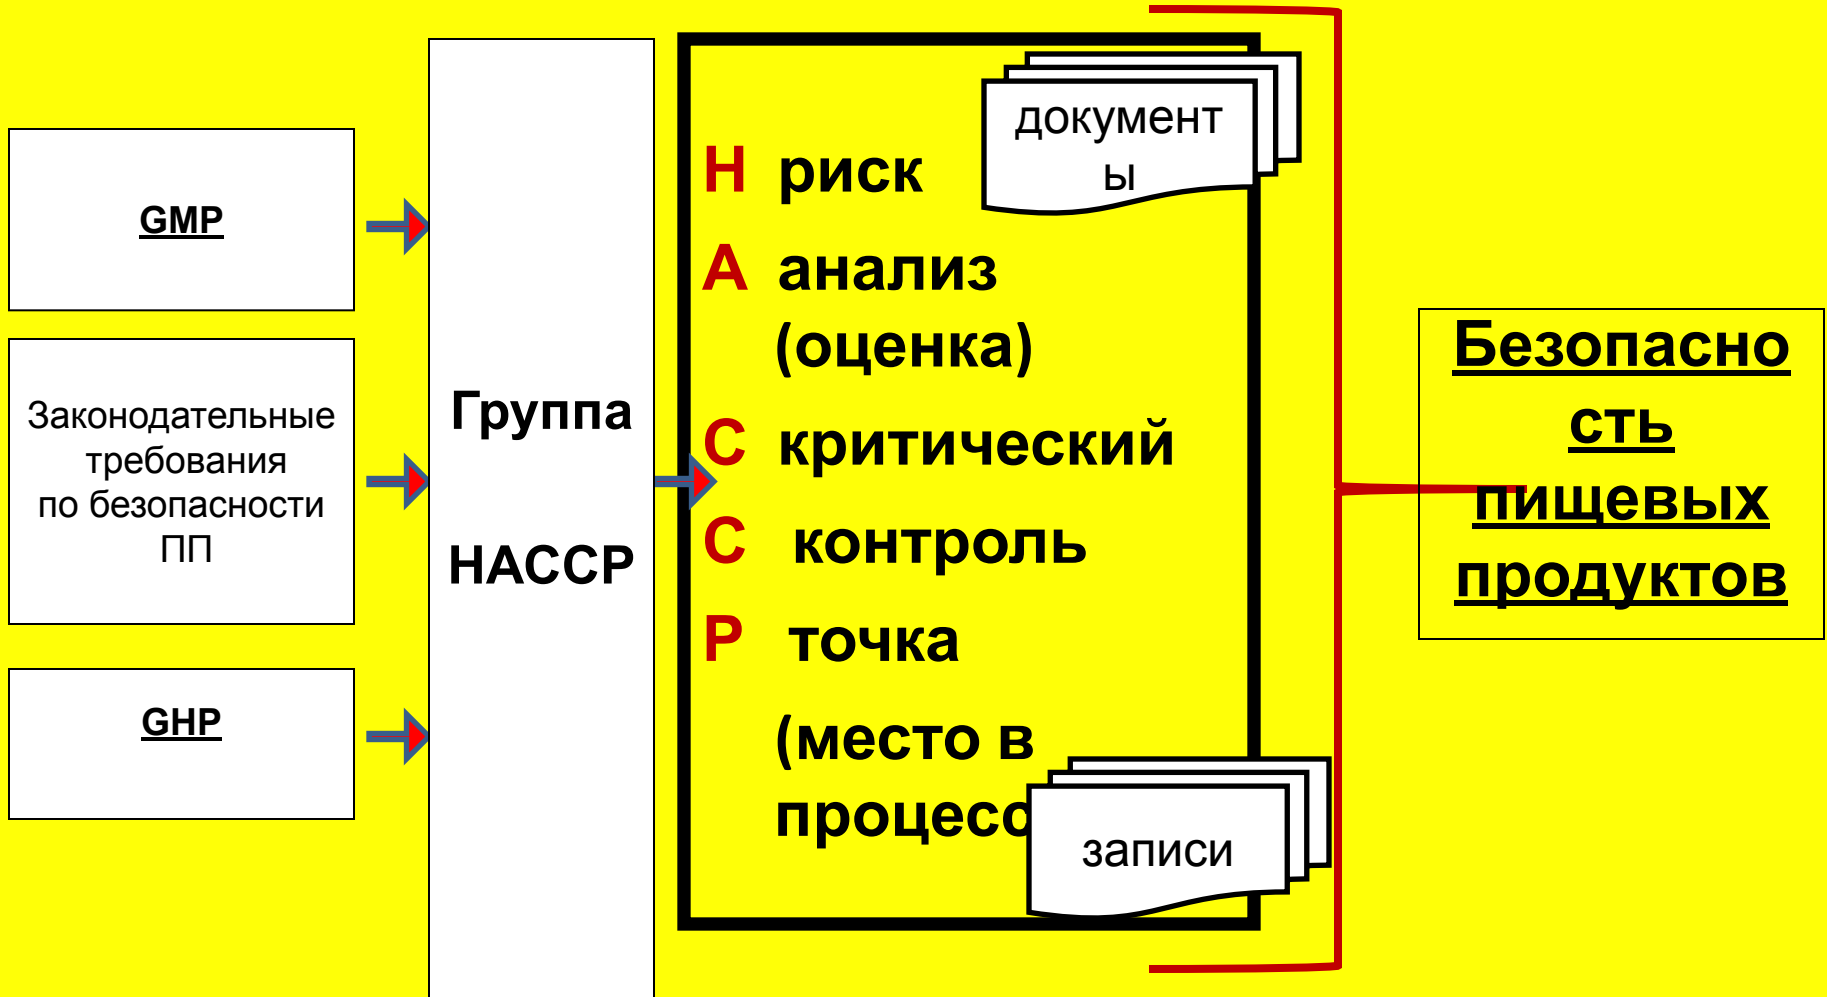 GMP
Законодательные
требования
по безопасности
ПП
GHP
Группа
НАССР
H риск
A анализ
(оценка)
C критический
C контроль
P точка
(место в
процесс
документ
ы
записи
Безопасно
сть
пищевых
продуктов